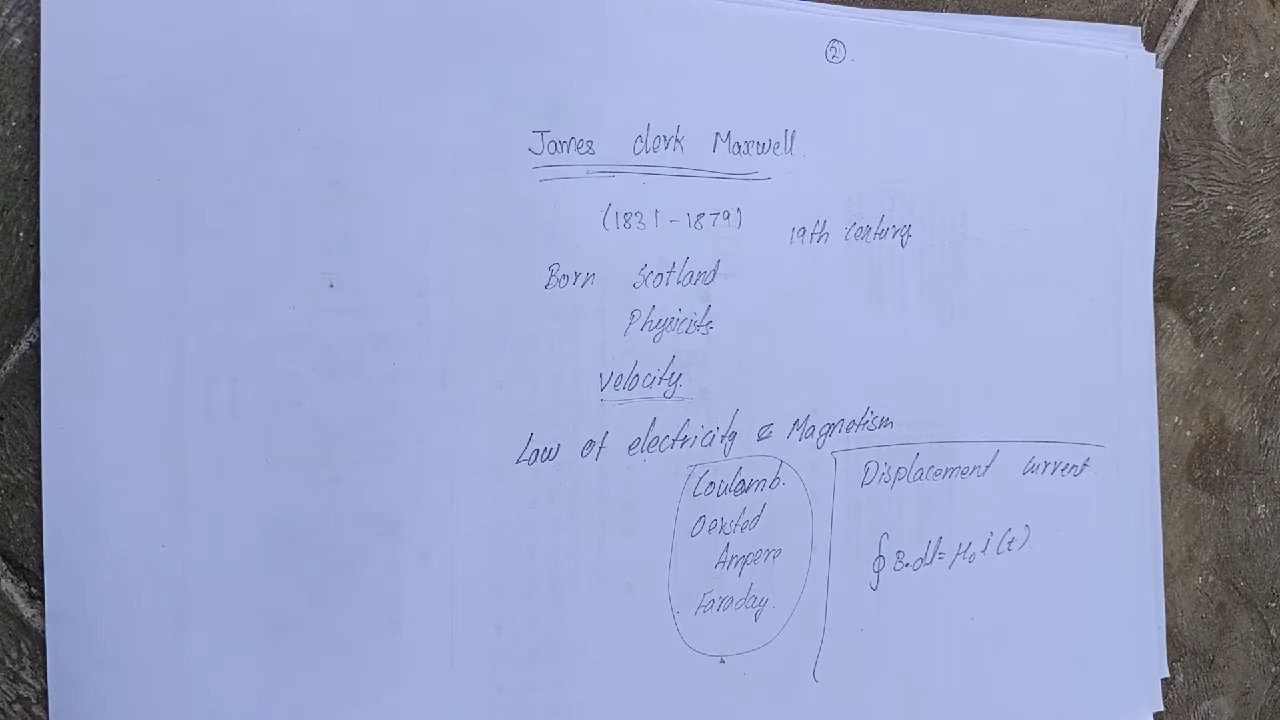 2
James Clerk Maxwell
(1831-1879)
19th century
Born Scotland
Physicists
Velocity.
Law of electricity & Magnetism
Coulomb.
Oersted
Ampere
Faraday.
Displacement current
∮ B.dl = μ₀ i(t)